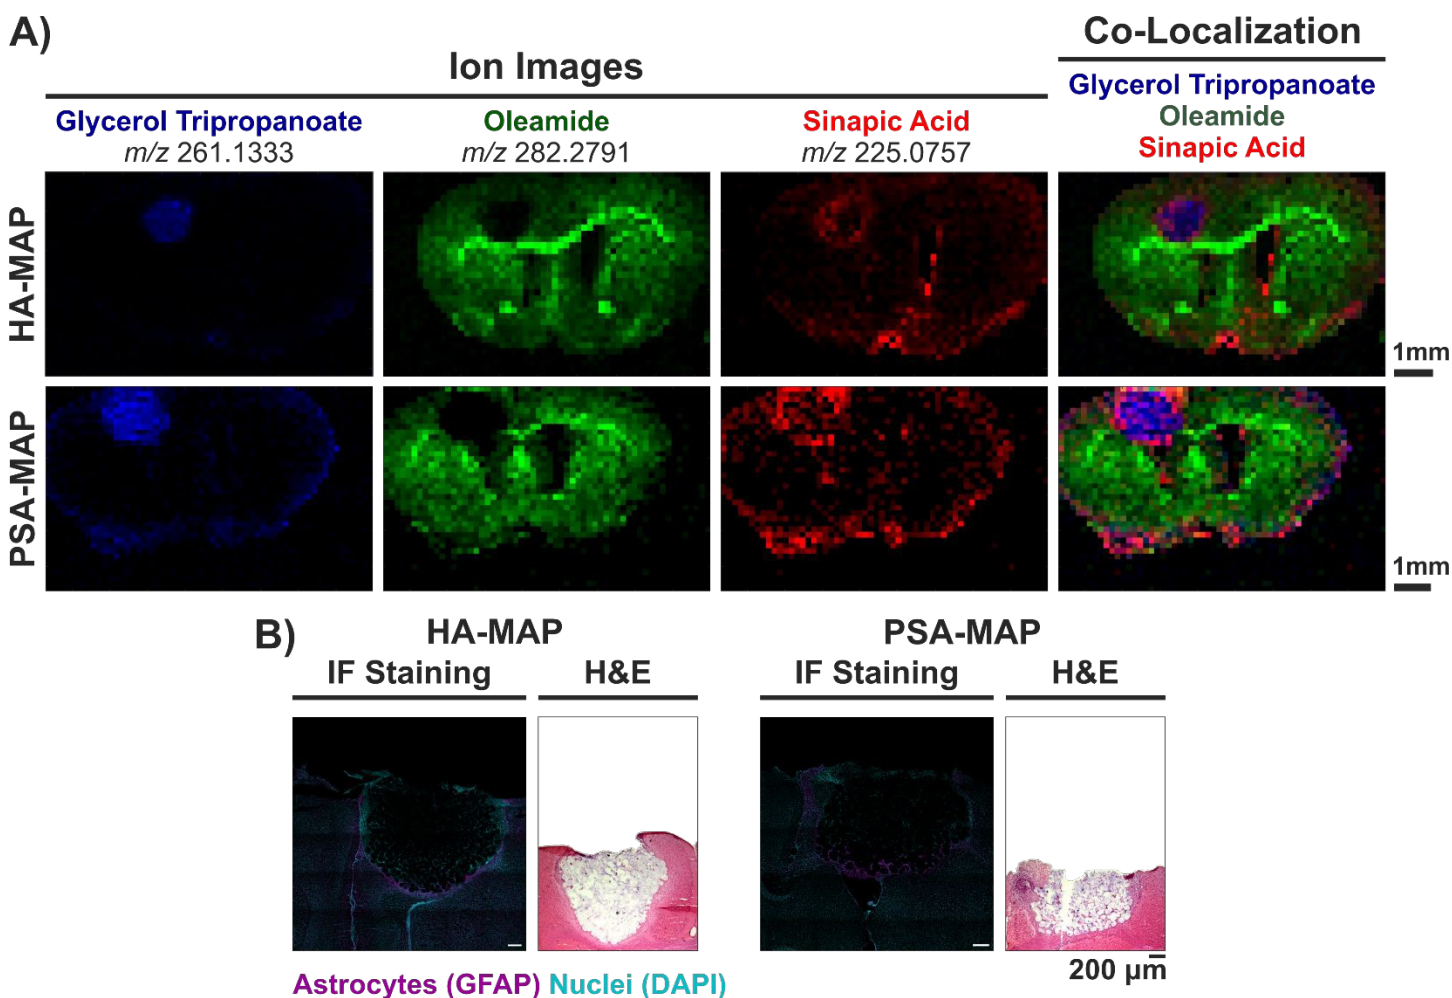 A)
Ion Images
Co-Localization
Glycerol Tripropanoate
m/z 261.1333
Oleamide
m/z 282.2791
Sinapic Acid
m/z 225.0757
Glycerol Tripropanoate
Oleamide
Sinapic Acid
HA-MAP
1mm
PSA-MAP
1mm
B)
HA-MAP
PSA-MAP
IF Staining
H&E
IF Staining
H&E
200 µm
Astrocytes (GFAP) Nuclei (DAPI)